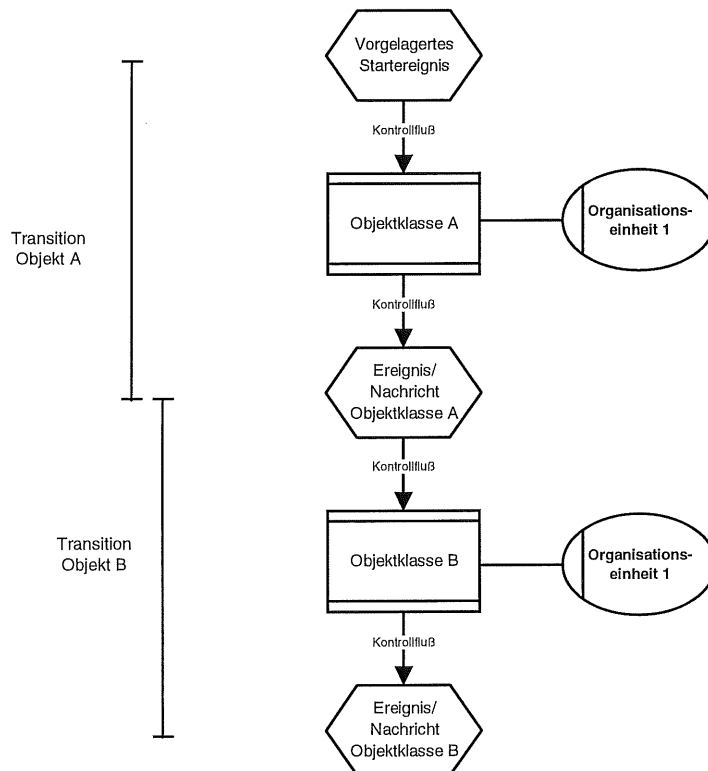 Vorgelagertes
Startereignis
Kontrollfluß
Objektklasse A
Organisations-
einheit 1
Transition
Objekt A
Kontrollfluß
Ereignis/
Nachricht
Objektklasse A
Kontrollfluß
Objektklasse B
Organisations-
einheit 1
Transition
Objekt B
Kontrollfluß
Ereignis/
Nachricht
Objektklasse B